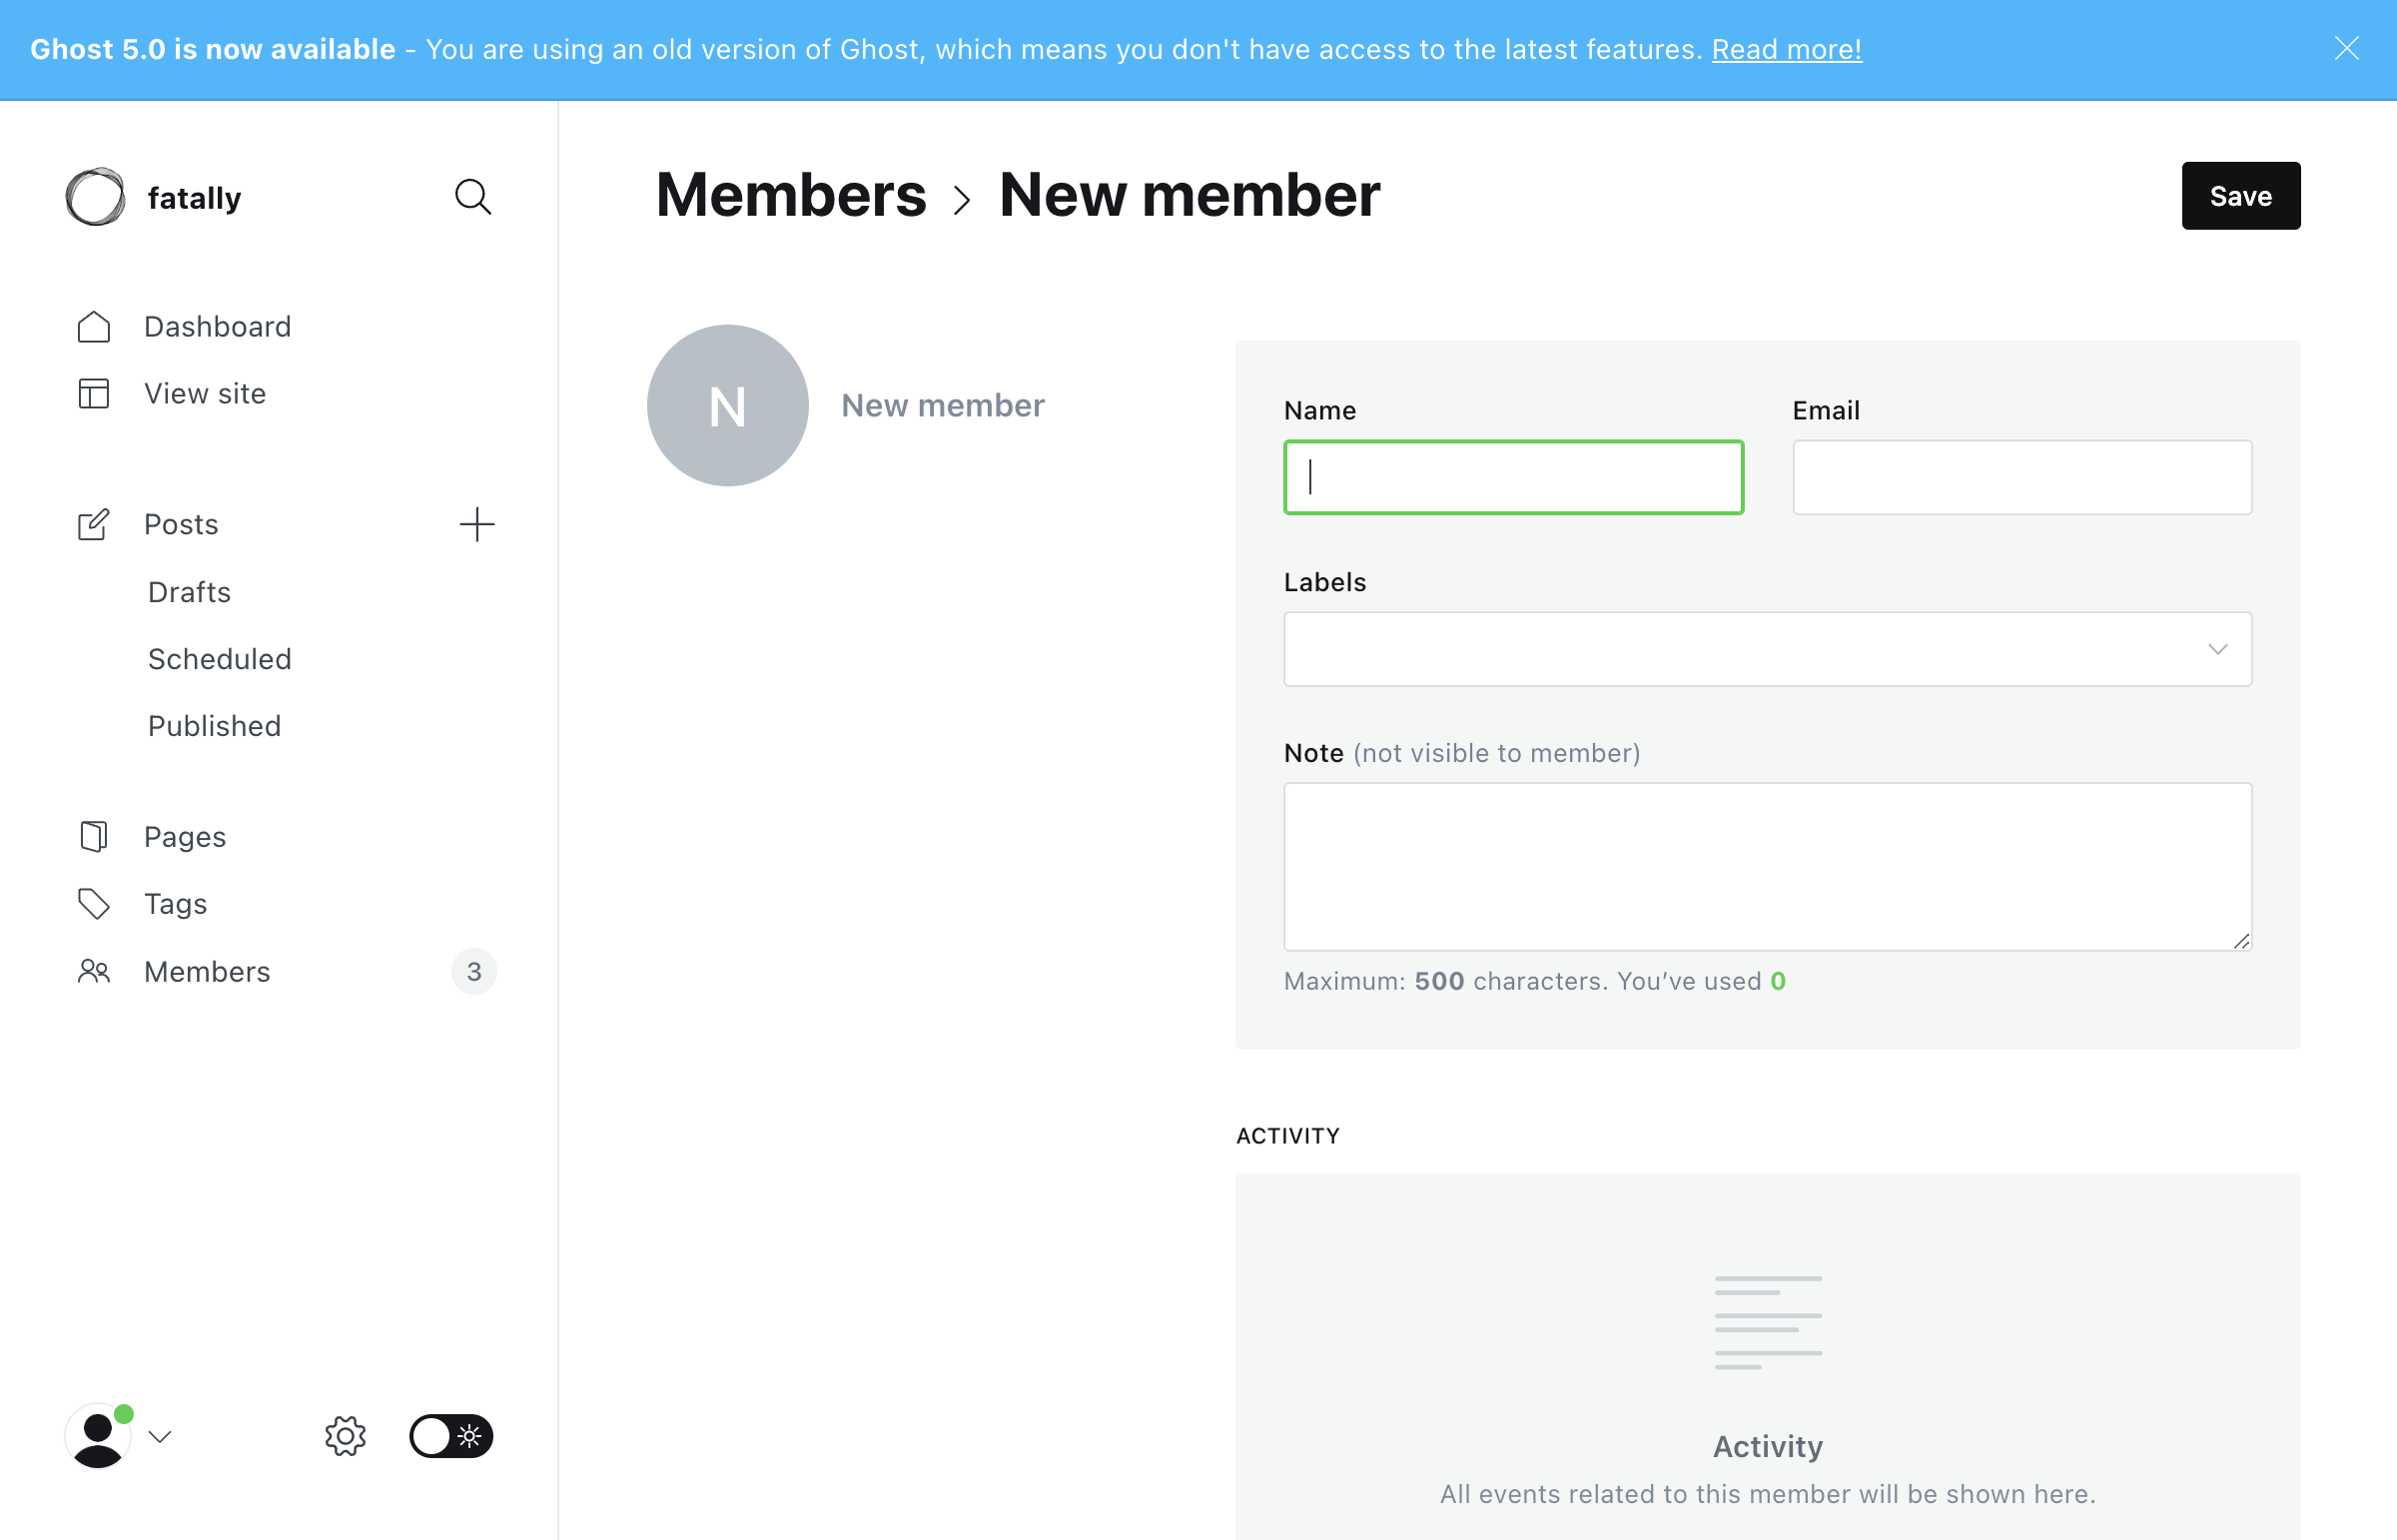 Ghost 5.0 is now available - You are using an old version of Ghost, which means you don't have access to the latest features. Read more!
fatally
Members > New member
Save
Dashboard
View site
N
New member
Name
Email
Posts
Labels
Drafts
Scheduled
Published
Note (not visible to member)
Pages
Tags
Members
3
Maximum: 500 characters. You’ve used 0
ACTIVITY
Activity
All events related to this member will be shown here.